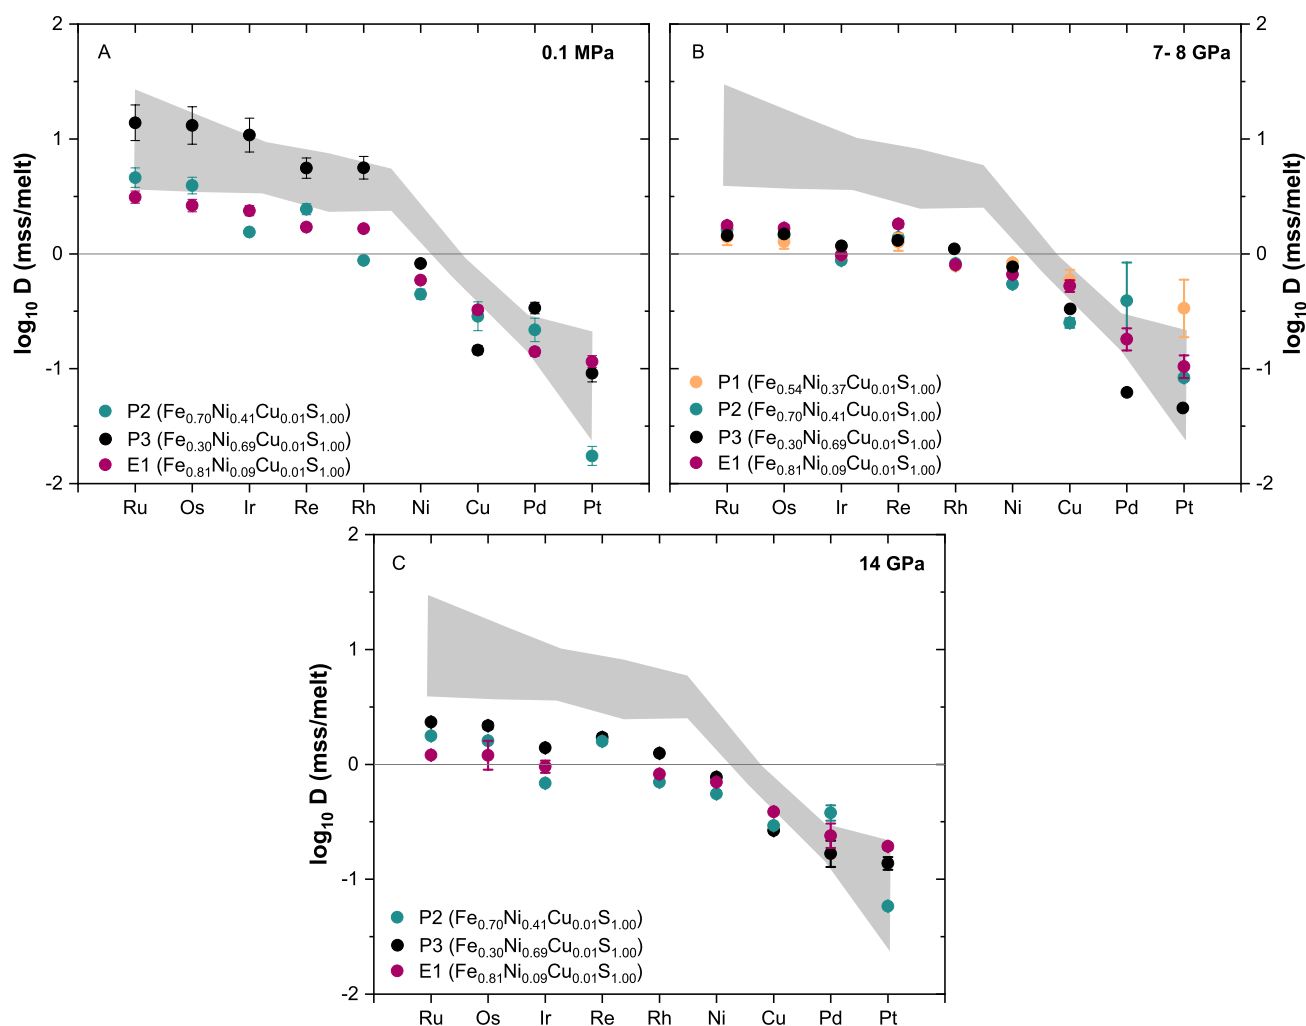 A
0.1 MPa
2
1
0
-1
-2
log₁₀ D (mss/melt)
P2 (Fe₀.₇₀Ni₀.₄₁Cu₀.₀₁S₁.₀₀)
P3 (Fe₀.₃₀Ni₀.₆₉Cu₀.₀₁S₁.₀₀)
E1 (Fe₀.₈₁Ni₀.₀₉Cu₀.₀₁S₁.₀₀)
Ru Os Ir Re Rh Ni Cu Pd Pt
B
7- 8 GPa
2
1
0
-1
-2
log₁₀ D (mss/melt)
P1 (Fe₀.₅₄Ni₀.₃₇Cu₀.₀₁S₁.₀₀)
P2 (Fe₀.₇₀Ni₀.₄₁Cu₀.₀₁S₁.₀₀)
P3 (Fe₀.₃₀Ni₀.₆₉Cu₀.₀₁S₁.₀₀)
E1 (Fe₀.₈₁Ni₀.₀₉Cu₀.₀₁S₁.₀₀)
Ru Os Ir Re Rh Ni Cu Pd Pt
C
14 GPa
2
1
0
-1
-2
log₁₀ D (mss/melt)
P2 (Fe₀.₇₀Ni₀.₄₁Cu₀.₀₁S₁.₀₀)
P3 (Fe₀.₃₀Ni₀.₆₉Cu₀.₀₁S₁.₀₀)
E1 (Fe₀.₈₁Ni₀.₀₉Cu₀.₀₁S₁.₀₀)
Ru Os Ir Re Rh Ni Cu Pd Pt